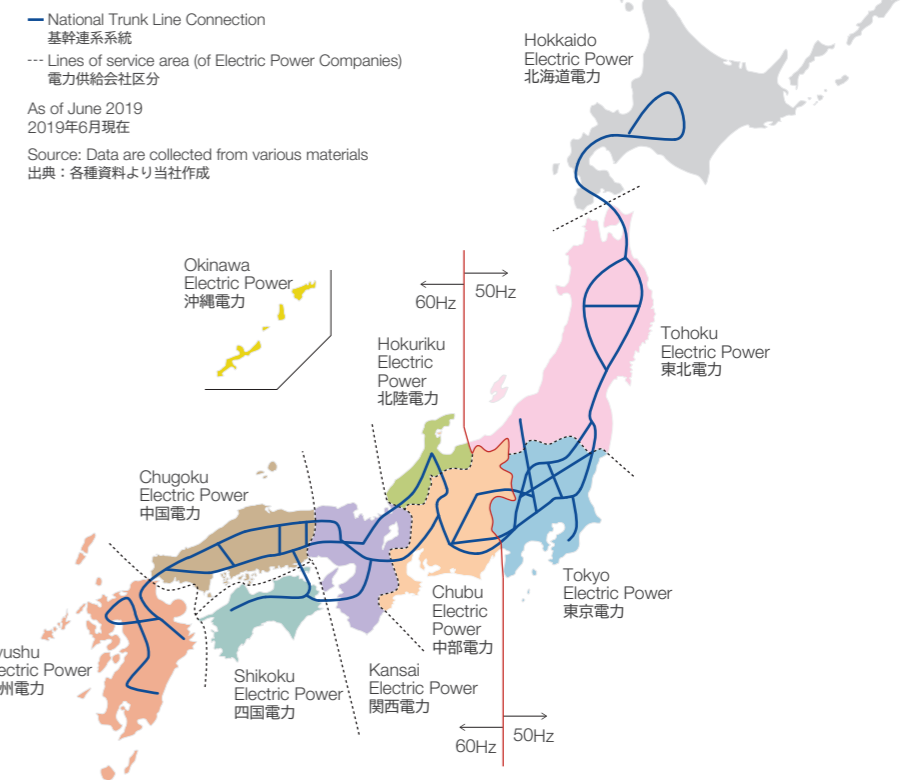 National Trunk Line Connection
基幹連系系統
Lines of service area (of Electric Power Companies)
電力供給会社区分
As of June 2019
2019年6月現在
Source: Data are collected from various materials
出典：各種資料より当社作成
Hokkaido
Electric Power
北海道電力
Okinawa
Electric Power
沖縄電力
60Hz
50Hz
Hokuriku
Electric
Power
北陸電力
Tohoku
Electric Power
東北電力
Chugoku
Electric Power
中国電力
Tokyo
Electric Power
東京電力
Chubu
Electric
Power
中部電力
yushu
ectric Power
州電力
Shikoku
Electric Power
四国電力
Kansai
Electric Power
関西電力
60Hz
50Hz